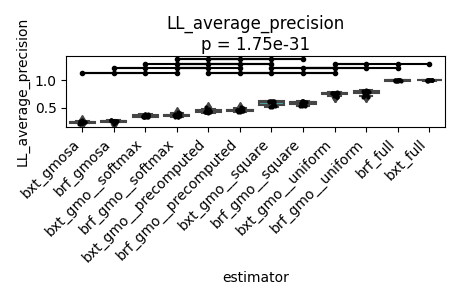 LL_average_precision
p = 1.75e-31
LL_average_precision
1.0
0.5
bxt_gmosa
brf_gmosa
bxt_gmo__softmax
brf_gmo__softmax
bxt_gmo__precomputed
brf_gmo__precomputed
bxt_gmo__square
brf_gmo__square
bxt_gmo__uniform
brf_gmo__uniform
brf_full
bxt_full
estimator